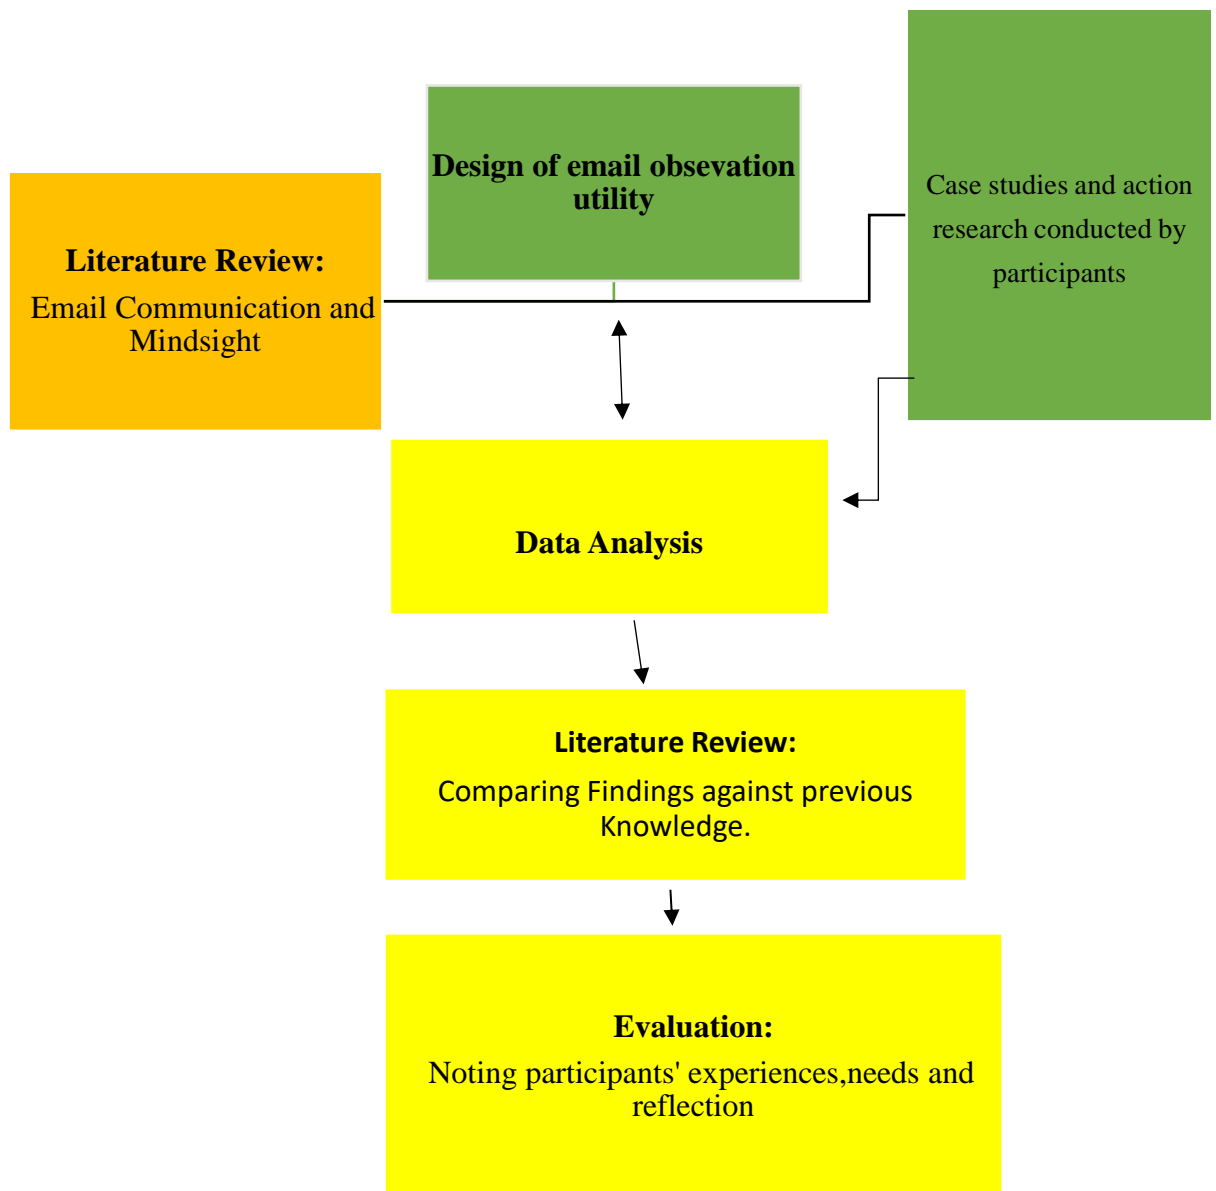 Design of email obsevation
utility
Literature Review:
Email Communication and
Mindsight
Case studies and action
research conducted by
participants
Data Analysis
Literature Review:
Comparing Findings against previous
Knowledge.
Evaluation:
Noting participants' experiences,needs and
reflection